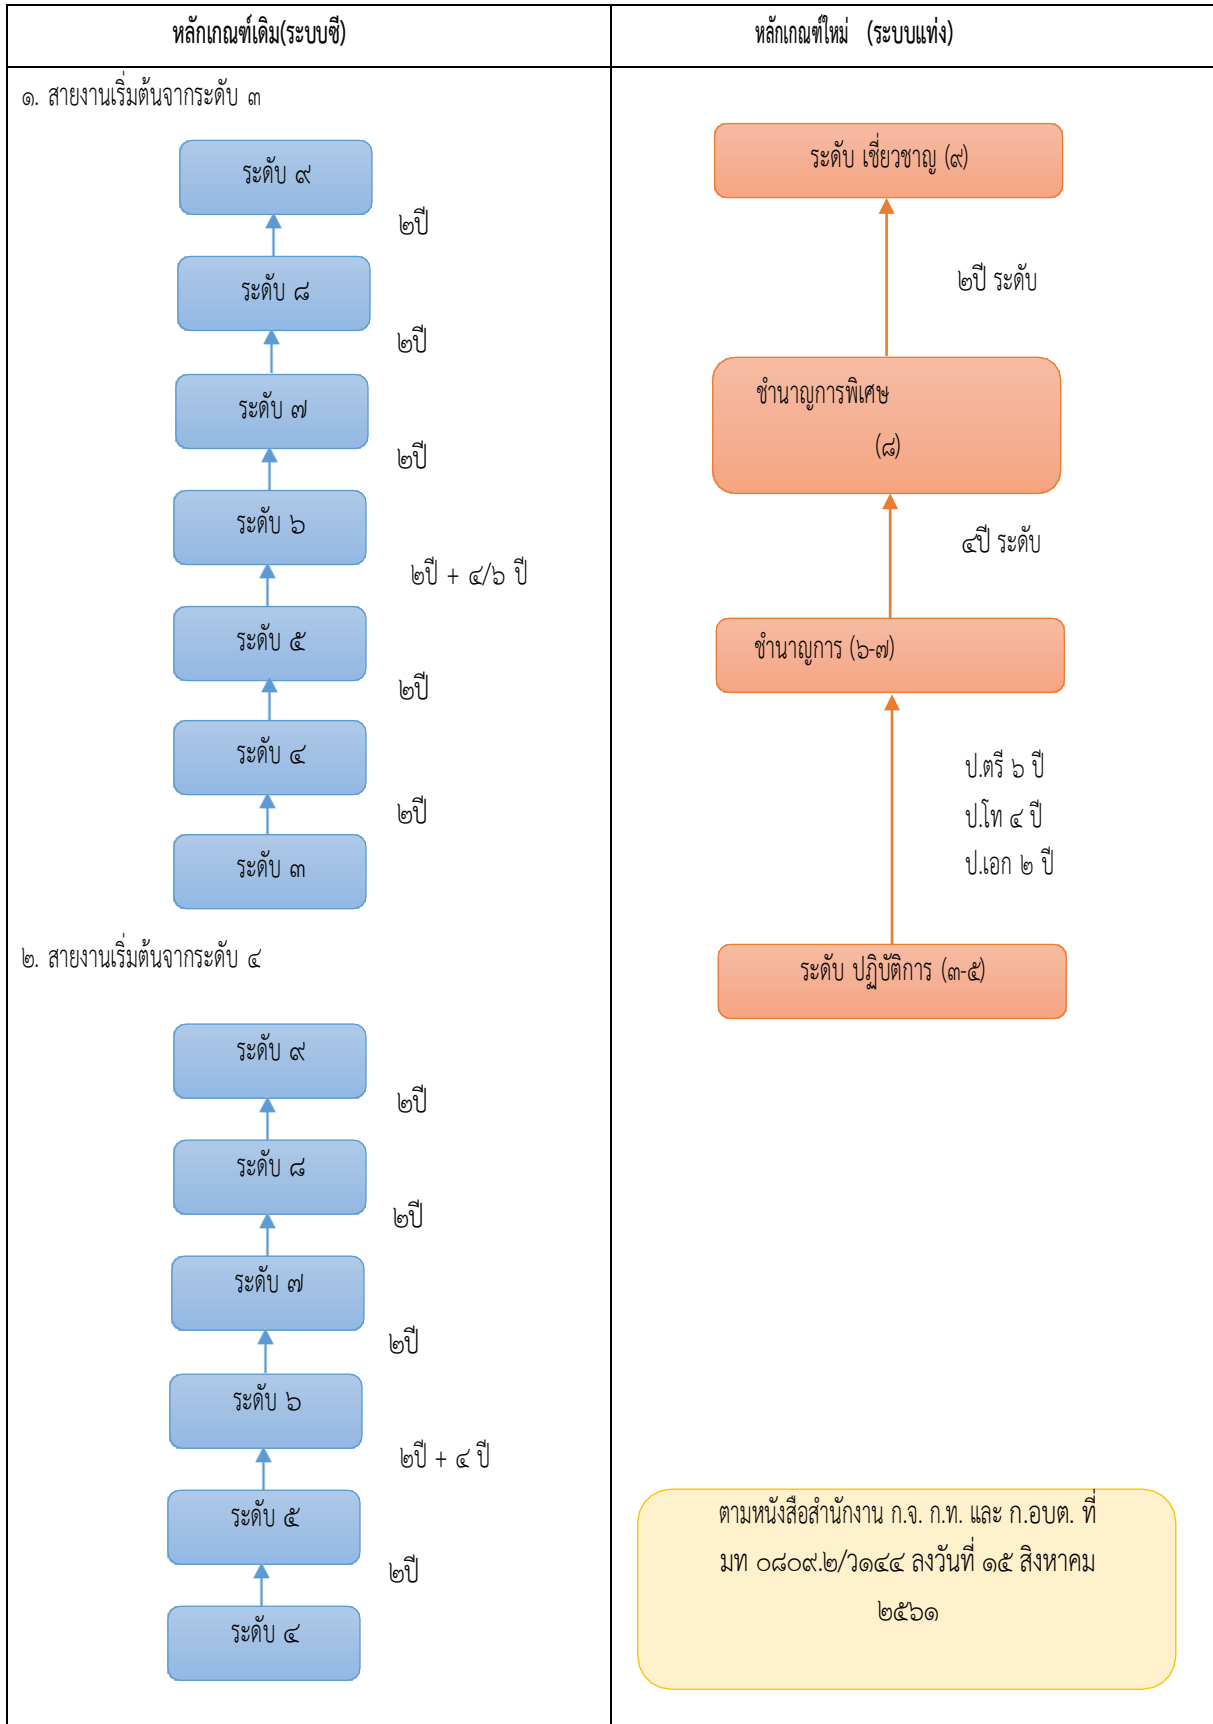 หลักเกณฑ์เดิม(ระบบซี)
หลักเกณฑ์ใหม่ (ระบบแท่ง)
๑. สายงานเริ่มต้นจากระดับ ๓
ระดับ ๙
๒ปี
ระดับ ๘
๒ปี
ระดับ ๗
๒ปี
ระดับ ๖
๒ปี + ๔/๖ ปี
ระดับ ๕
๒ปี
ระดับ ๔
๒ปี
ระดับ ๓
๒. สายงานเริ่มต้นจากระดับ ๔
ระดับ ๙
๒ปี
ระดับ ๘
๒ปี
ระดับ ๗
๒ปี
ระดับ ๖
๒ปี + ๔ ปี
ระดับ ๕
๒ปี
ระดับ ๔
ระดับ เชี่ยวชาญ (๙)
๒ปี ระดับ
ชำนาญการพิเศษ
(๘)
๔ปี ระดับ
ชำนาญการ (๖-๗)
ป.ตรี ๖ ปี
ป.โท ๔ ปี
ป.เอก ๒ ปี
ระดับ ปฏิบัติการ (๓-๕)
ตามหนังสือสำนักงาน ก.จ. ก.ท. และ ก.อบต. ที่
มท ๐๘๐๙.๒/ว๑๔๔ ลงวันที่ ๑๕ สิงหาคม
๒๕๖๑